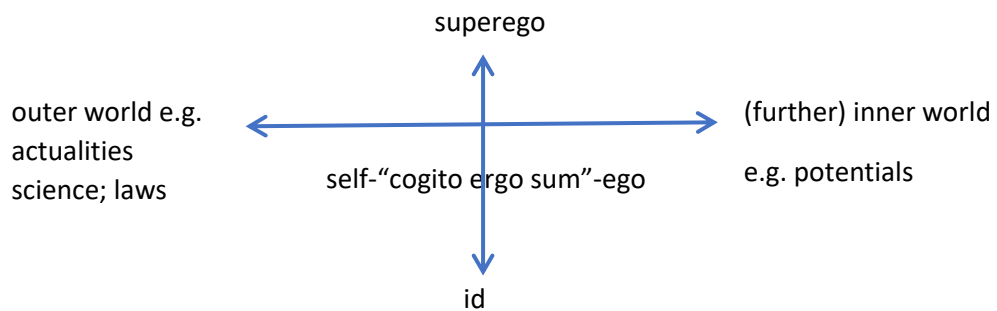 superego
outer world e.g.
actualities
science; laws
(further) inner world
e.g. potentials
self-“cogito ergo sum”-ego
id